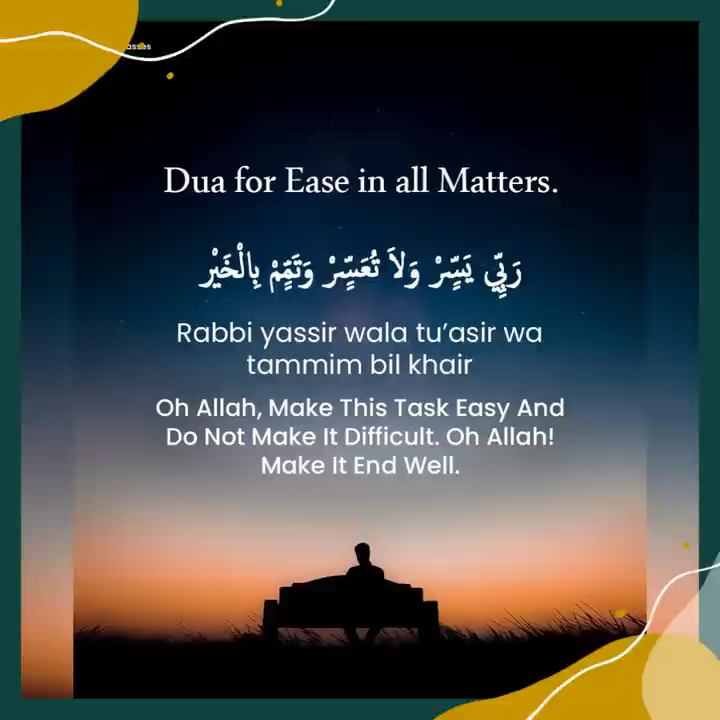 Dua for Ease in all Matters.
رَبِّي يَسِّرْ وَلاَ تُعَسِّرْ وَتَمِّمْ بِالْخَيْر
Rabbi yassir wala tu’asir wa
tammim bil khair
Oh Allah, Make This Task Easy And
Do Not Make It Difficult. Oh Allah!
Make It End Well.